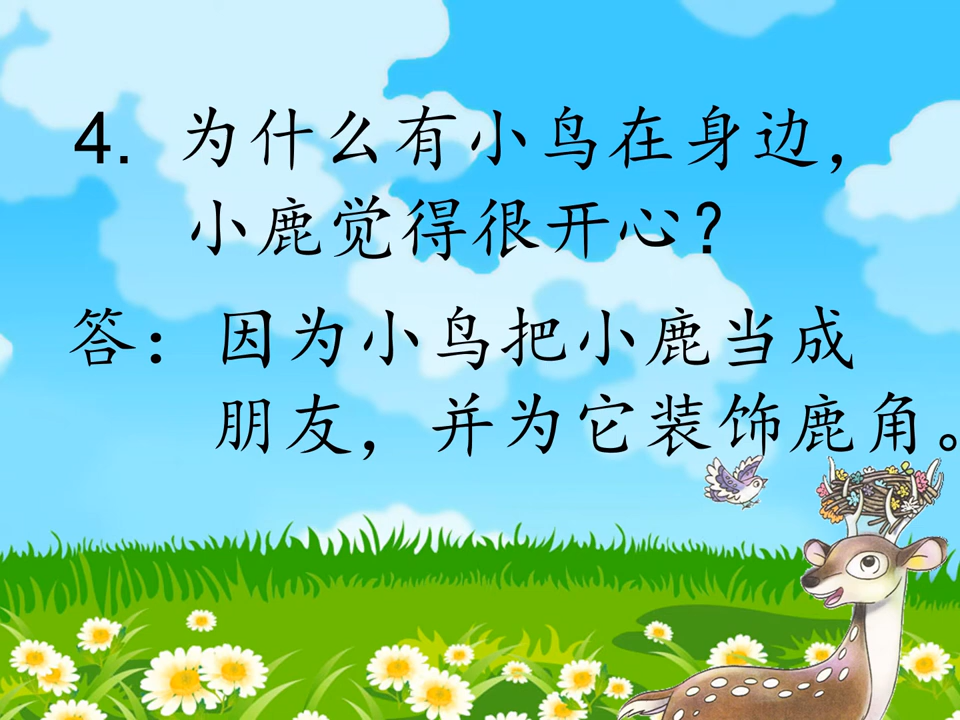 4. 为什么有小鸟在身边，
小鹿觉得很开心？
答：因为小鸟把小鹿当成
朋友，并为它装饰鹿角。